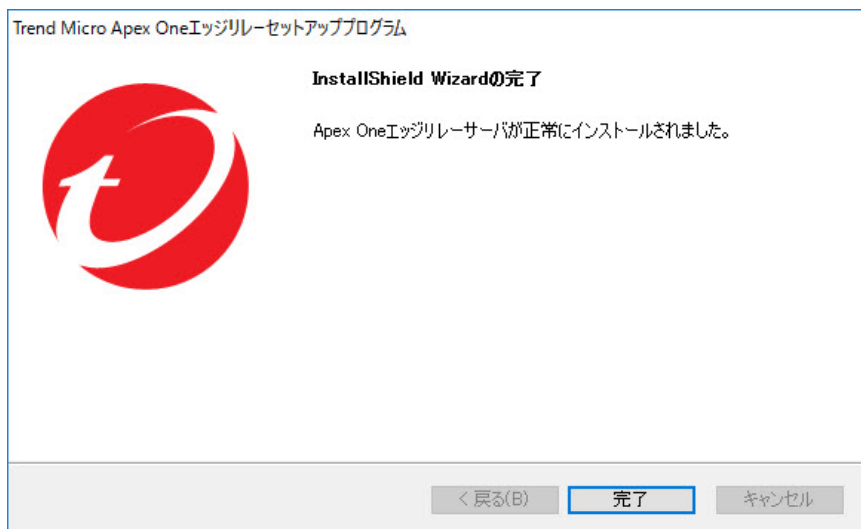 Trend Micro Apex Oneエッジリレーセットアッププログラム
InstallShield Wizardの完了
Apex Oneエッジリレーサーバが正常にインストールされました。
< 戻る(B)
完了
キャンセル